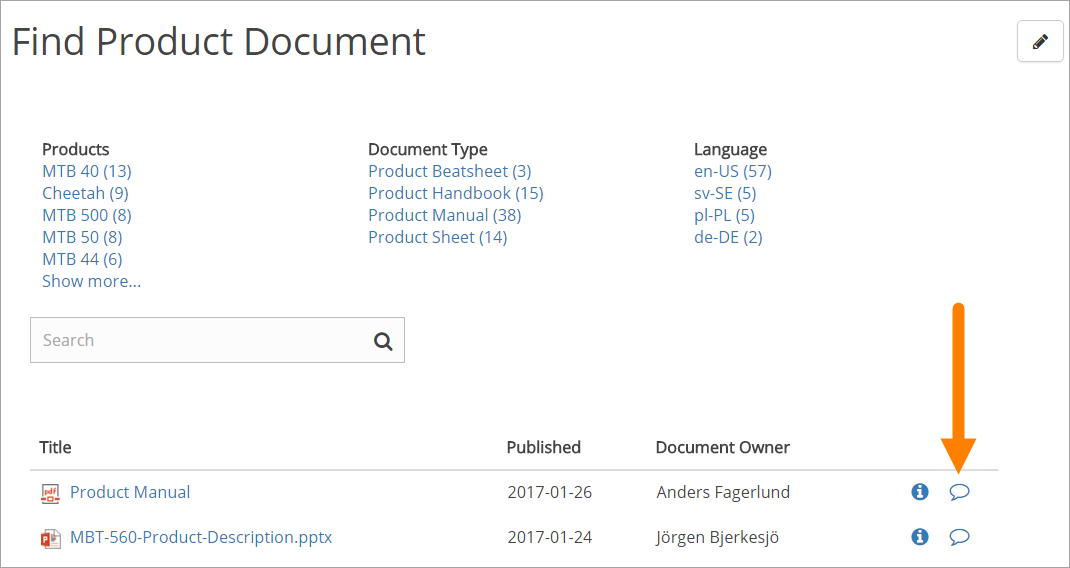 Find Product Document
Products
MTB 40 (13)
Cheetah (9)
MTB 500 (8)
MTB 50 (8)
MTB 44 (6)
Show more...
Document Type
Product Beatsheet (3)
Product Handbook (15)
Product Manual (38)
Product Sheet (14)
Language
en-US (57)
sv-SE (5)
pl-PL (5)
de-DE (2)
Search
Title Published Document Owner
pdf Product Manual 2017-01-26 Anders Fagerlund
MBT-560-Product-Description.pptx 2017-01-24 Jörgen Bjerkesjö